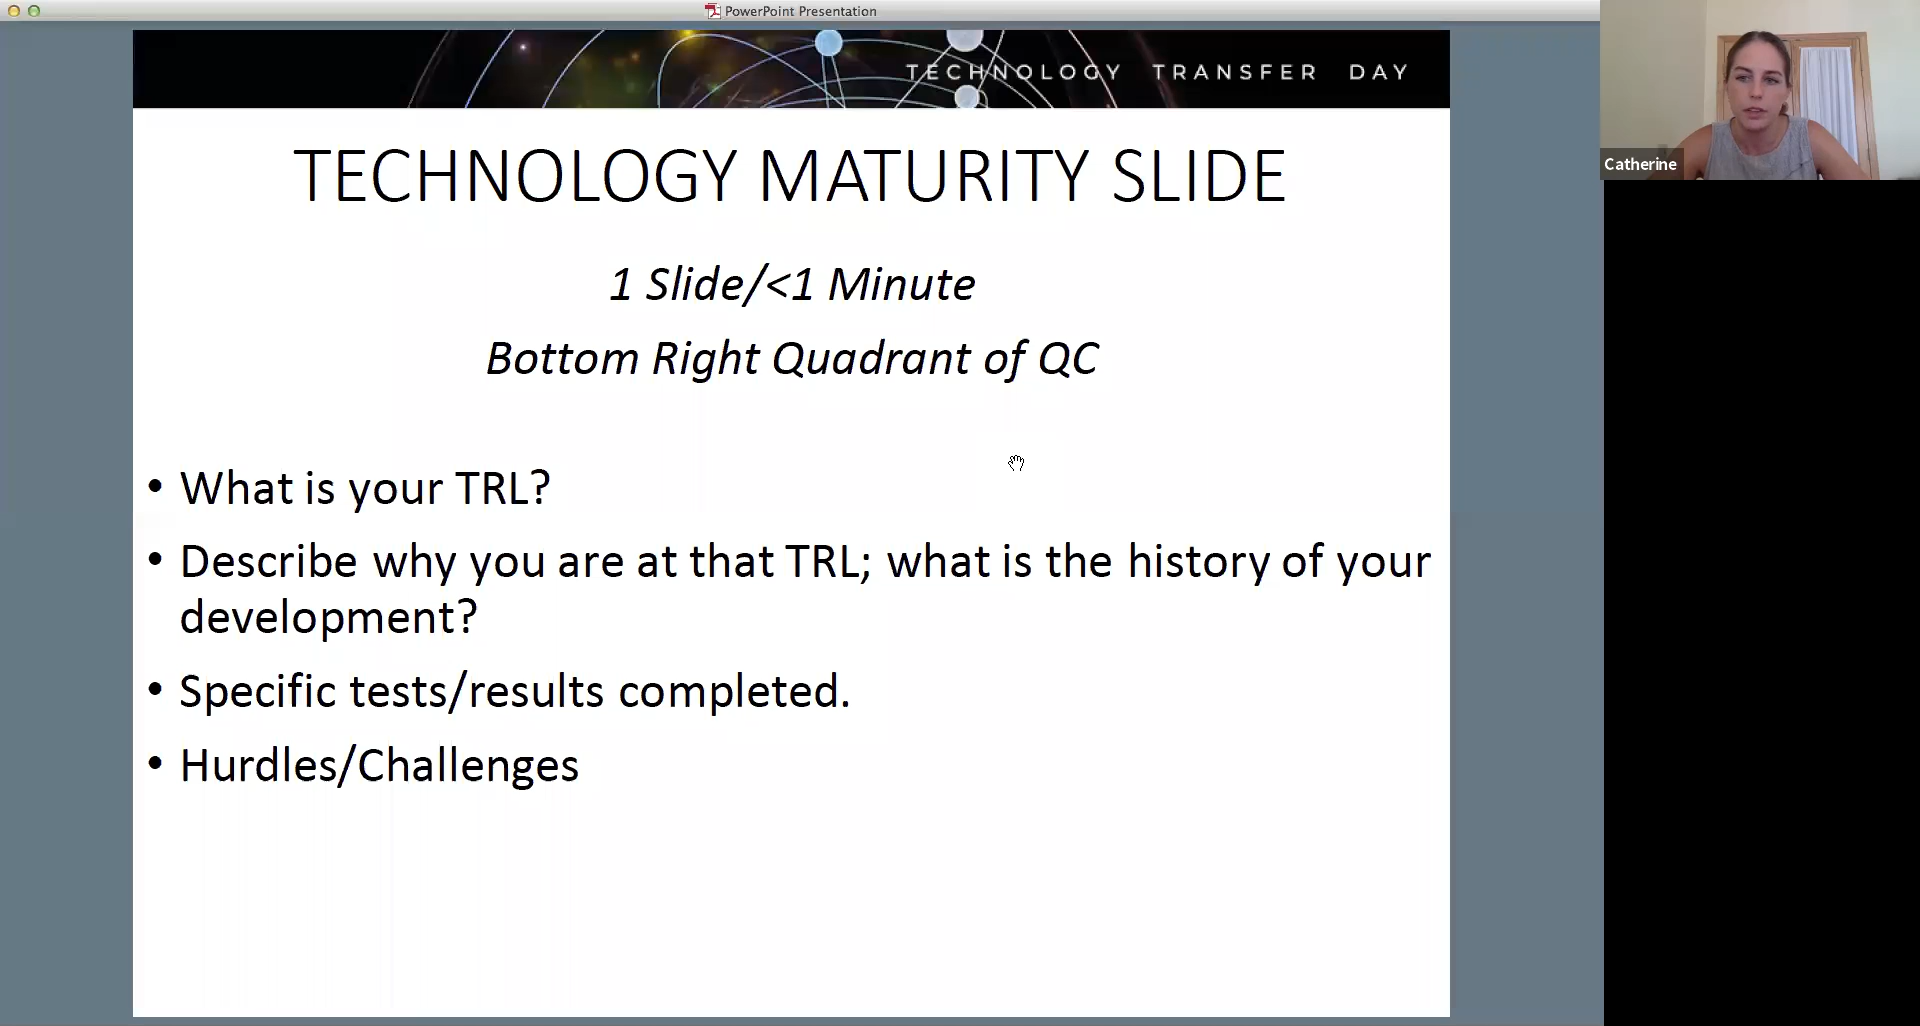 PowerPoint Presentation
TECHNOLOGY TRANSFER DAY
TECHNOLOGY MATURITY SLIDE
1 Slide/<1 Minute
Bottom Right Quadrant of QC
• What is your TRL?
• Describe why you are at that TRL; what is the history of your
development?
• Specific tests/results completed.
• Hurdles/Challenges
Catherine